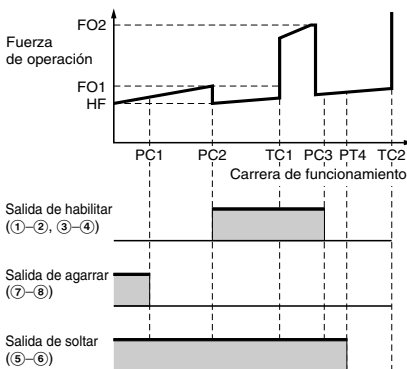 FO2
Fuerza
de operación
FO1
HF
PC1 PC2 TC1 PC3 PT4 TC2
Carrera de funcionamiento
Salida de habilitar
(①–②, ③–④)
Salida de agarrar
(⑦–⑧)
Salida de soltar
(⑤–⑥)